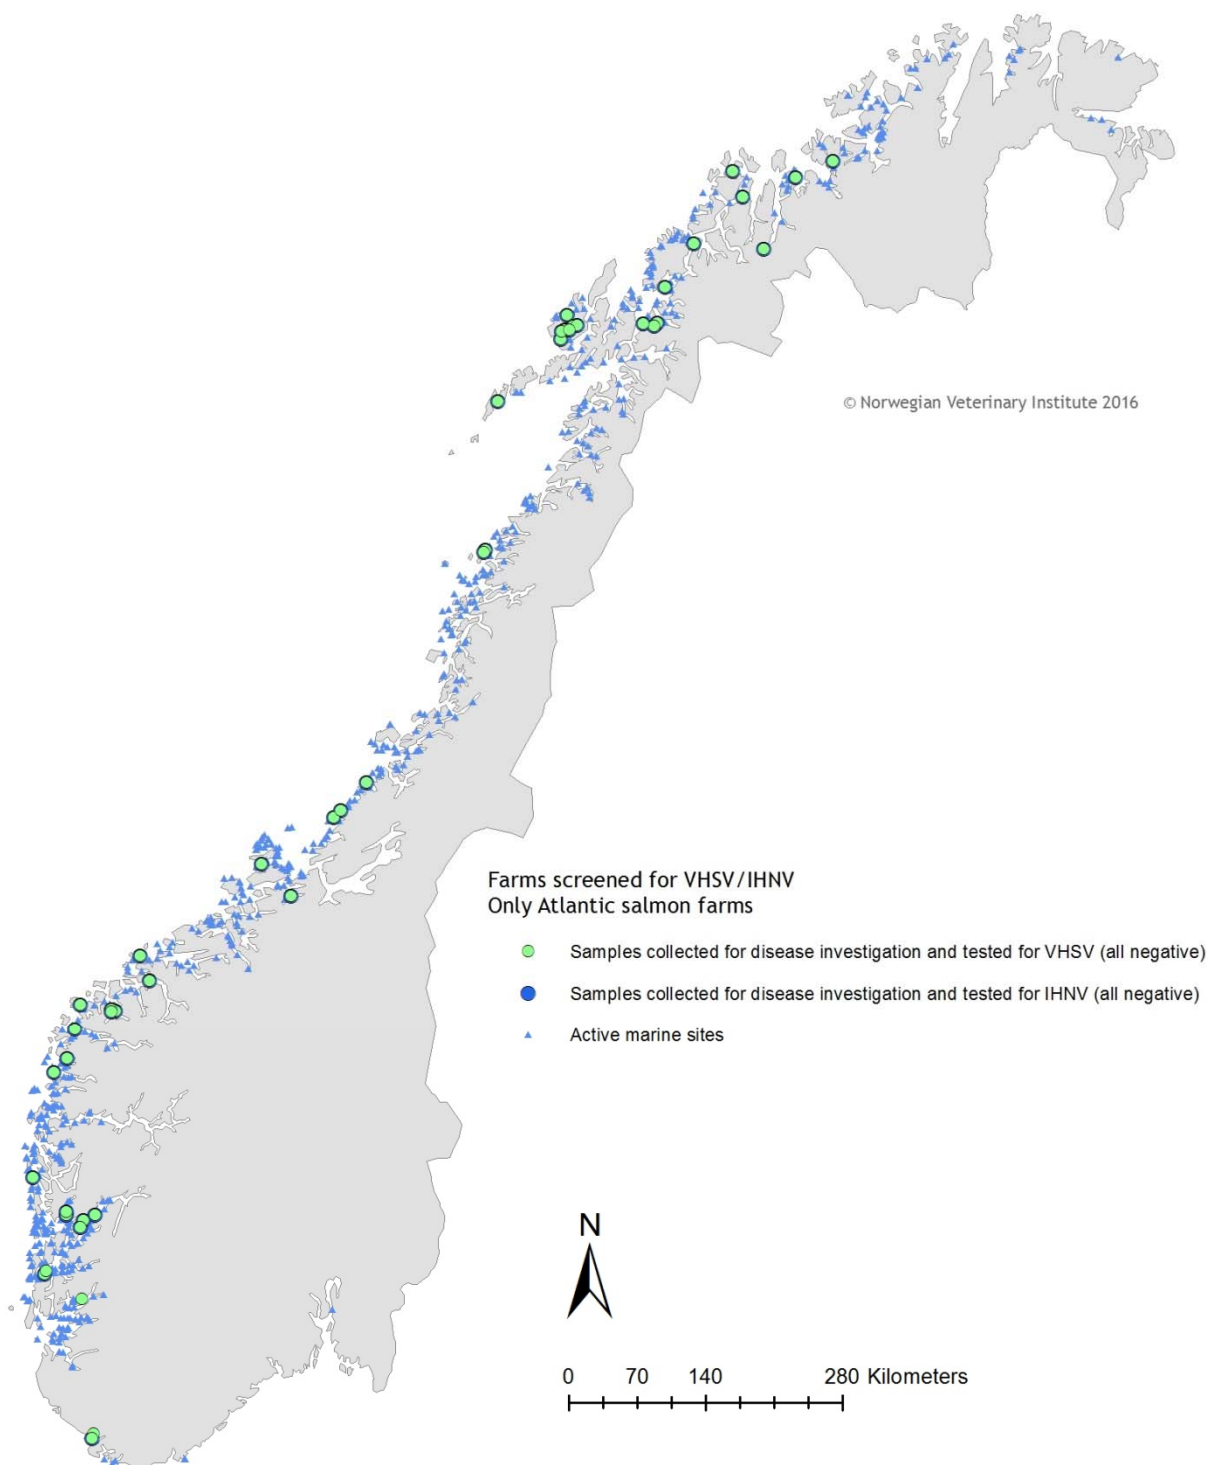 © Norwegian Veterinary Institute 2016
Farms screened for VHSV/IHNV
Only Atlantic salmon farms
Samples collected for disease investigation and tested for VHSV (all negative)
Samples collected for disease investigation and tested for IHNV (all negative)
Active marine sites
N
0 70 140 280 Kilometers